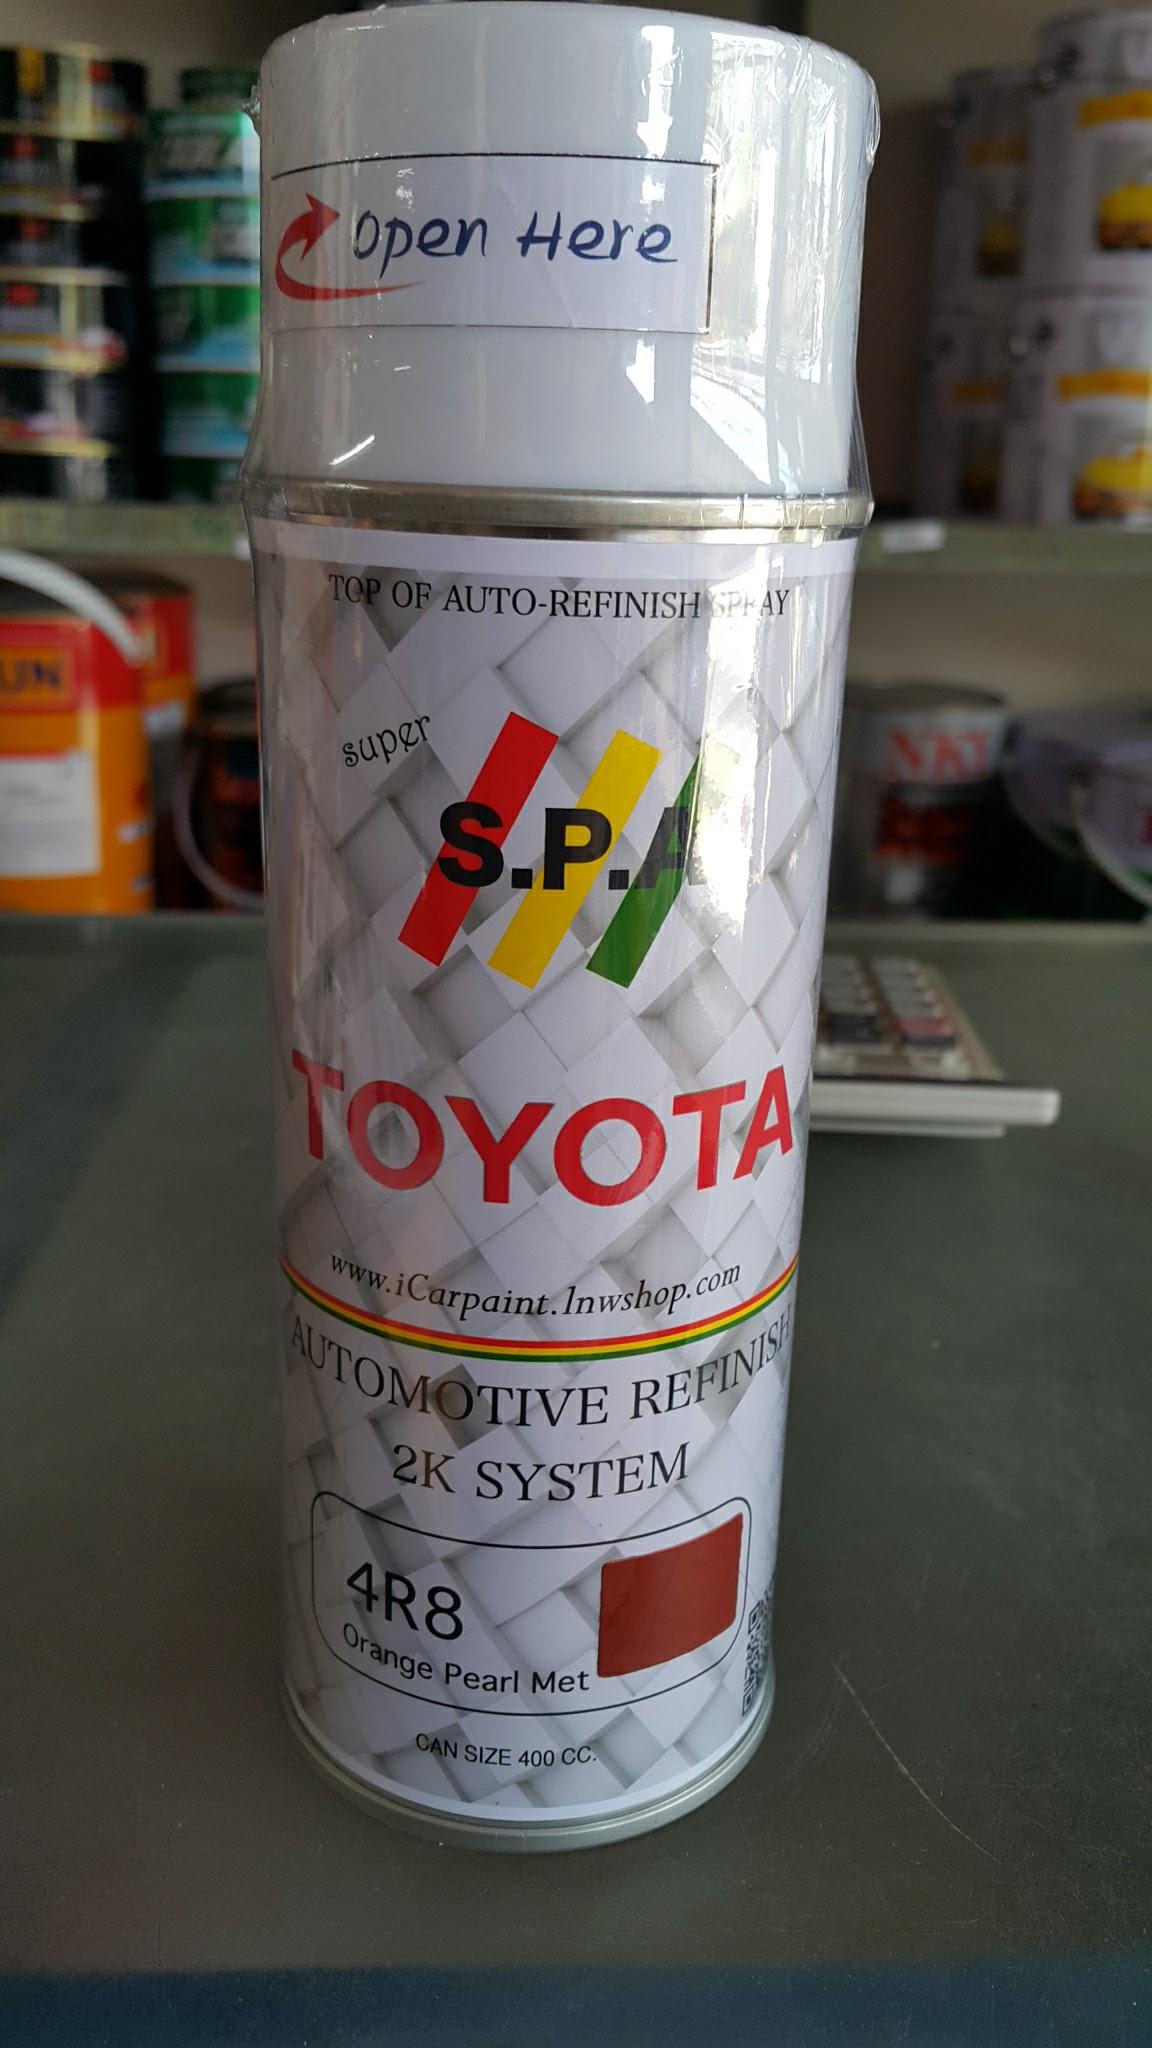 Open Here
TOP OF AUTO-REFINISH SPRAY
super
S.P.A
TOYOTA
www.iCarpaint.lnwshop.com
AUTOMOTIVE REFINISH
2K SYSTEM
4R8
Orange Pearl Met
CAN SIZE 400 CC.
UN